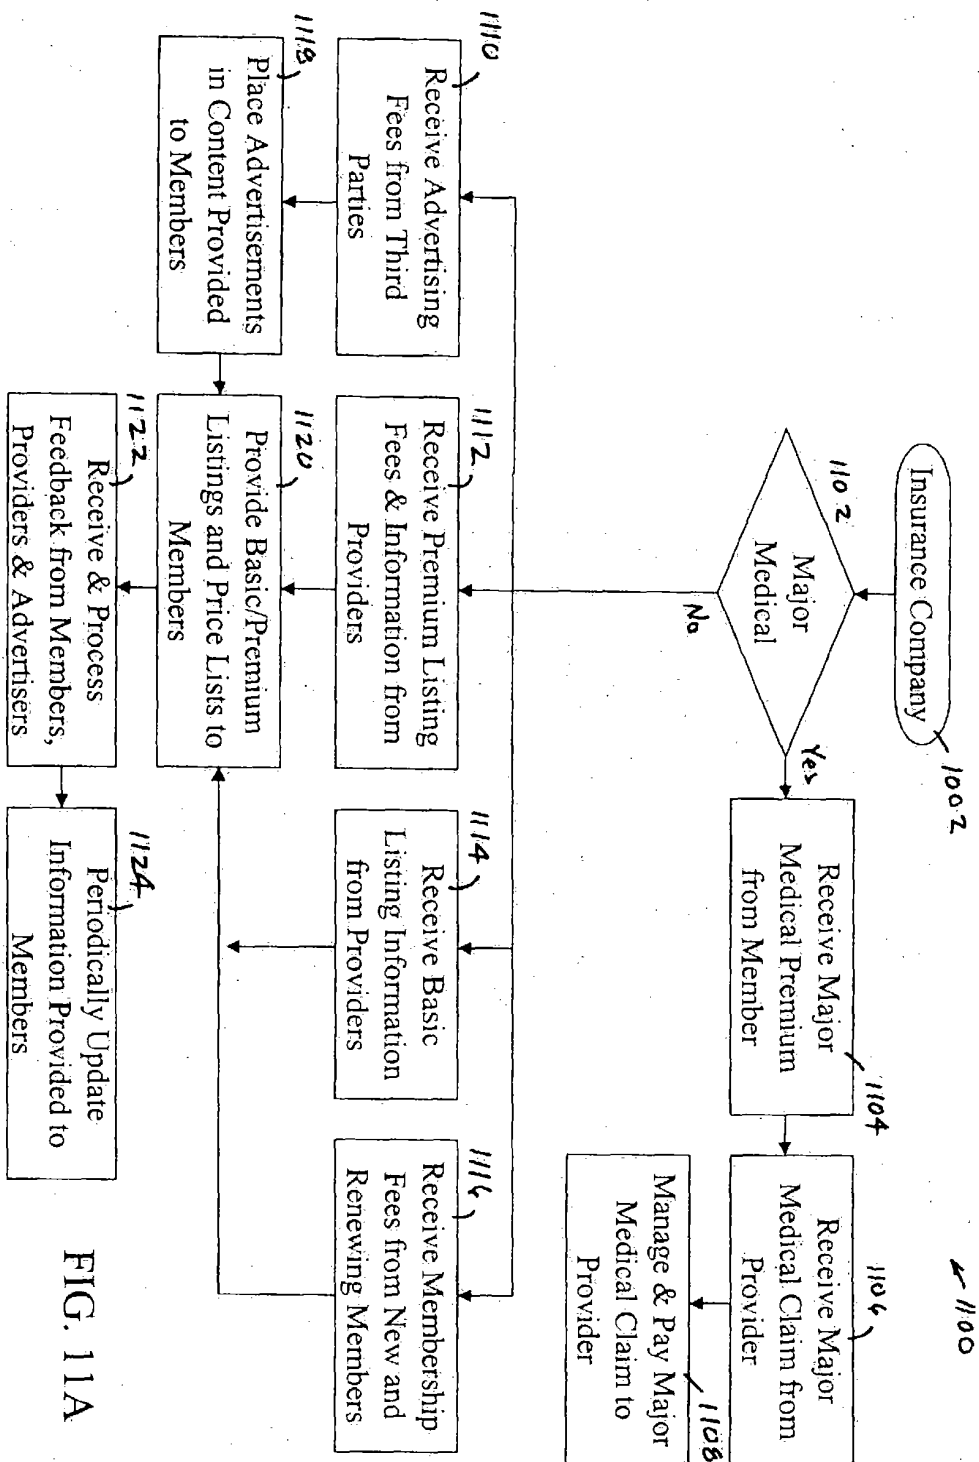 1100
Insurance Company
1002
1102
Major
Medical
Yes
No
Receive Major
Medical Premium
from Member
1104
Receive Major
Medical Claim from
Provider
1106
Manage & Pay Major
Medical Claim to
Provider
1108
1110
Receive Advertising
Fees from Third
Parties
1112
Receive Premium Listing
Fees & Information from
Providers
1114
Receive Basic
Listing Information
from Providers
1116
Receive Membership
Fees from New and
Renewing Members
1118
Place Advertisements
in Content Provided
to Members
1120
Provide Basic/Premium
Listings and Price Lists to
Members
1122
Receive & Process
Feedback from Members,
Providers & Advertisers
1124
Periodically Update
Information Provided to
Members
FIG. 11A